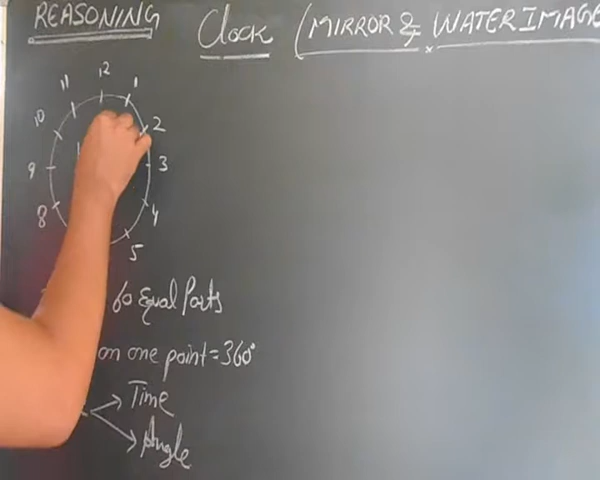 REASONING
Clock (MIRROR & WATER IMAGE
12
11
1
10
2
9
3
8
4
5
60 Equal Parts
on one point = 360°
Time
Angle